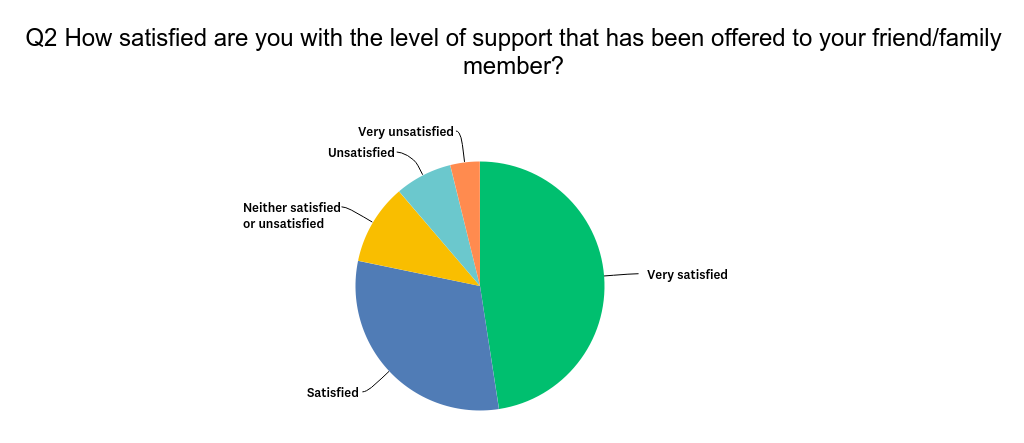 Q2 How satisfied are you with the level of support that has been offered to your friend/family
member?
Very unsatisfied
Unsatisfied
Neither satisfied
or unsatisfied
Very satisfied
Satisfied